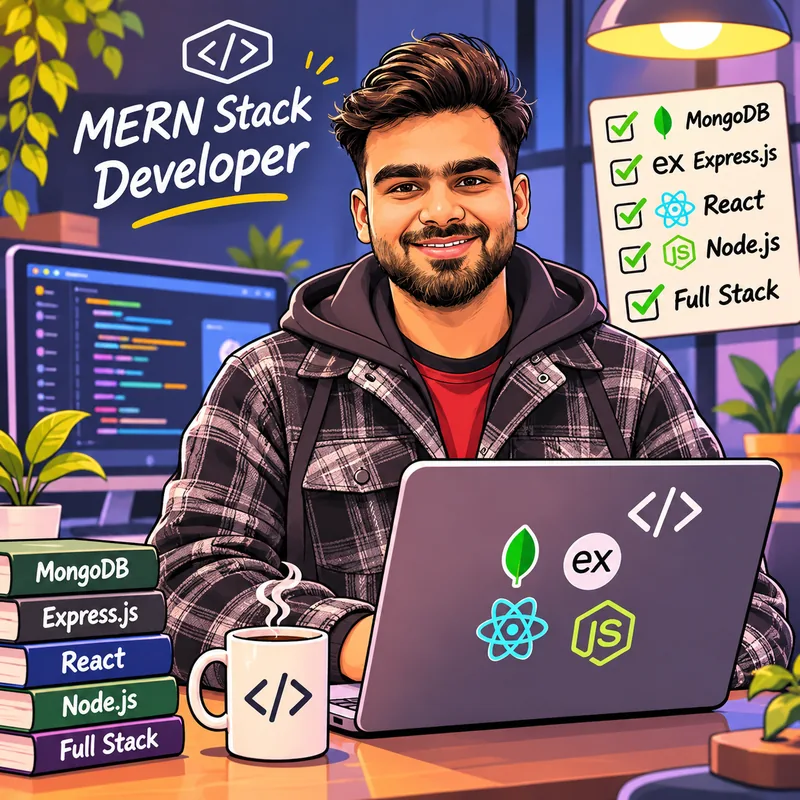 </>
MERN Stack
Developer
MongoDB
ex Express.js
React
JS Node.js
Full Stack
</>
ex
JS
MongoDB
Express.js
React
Node.js
Full Stack
</>